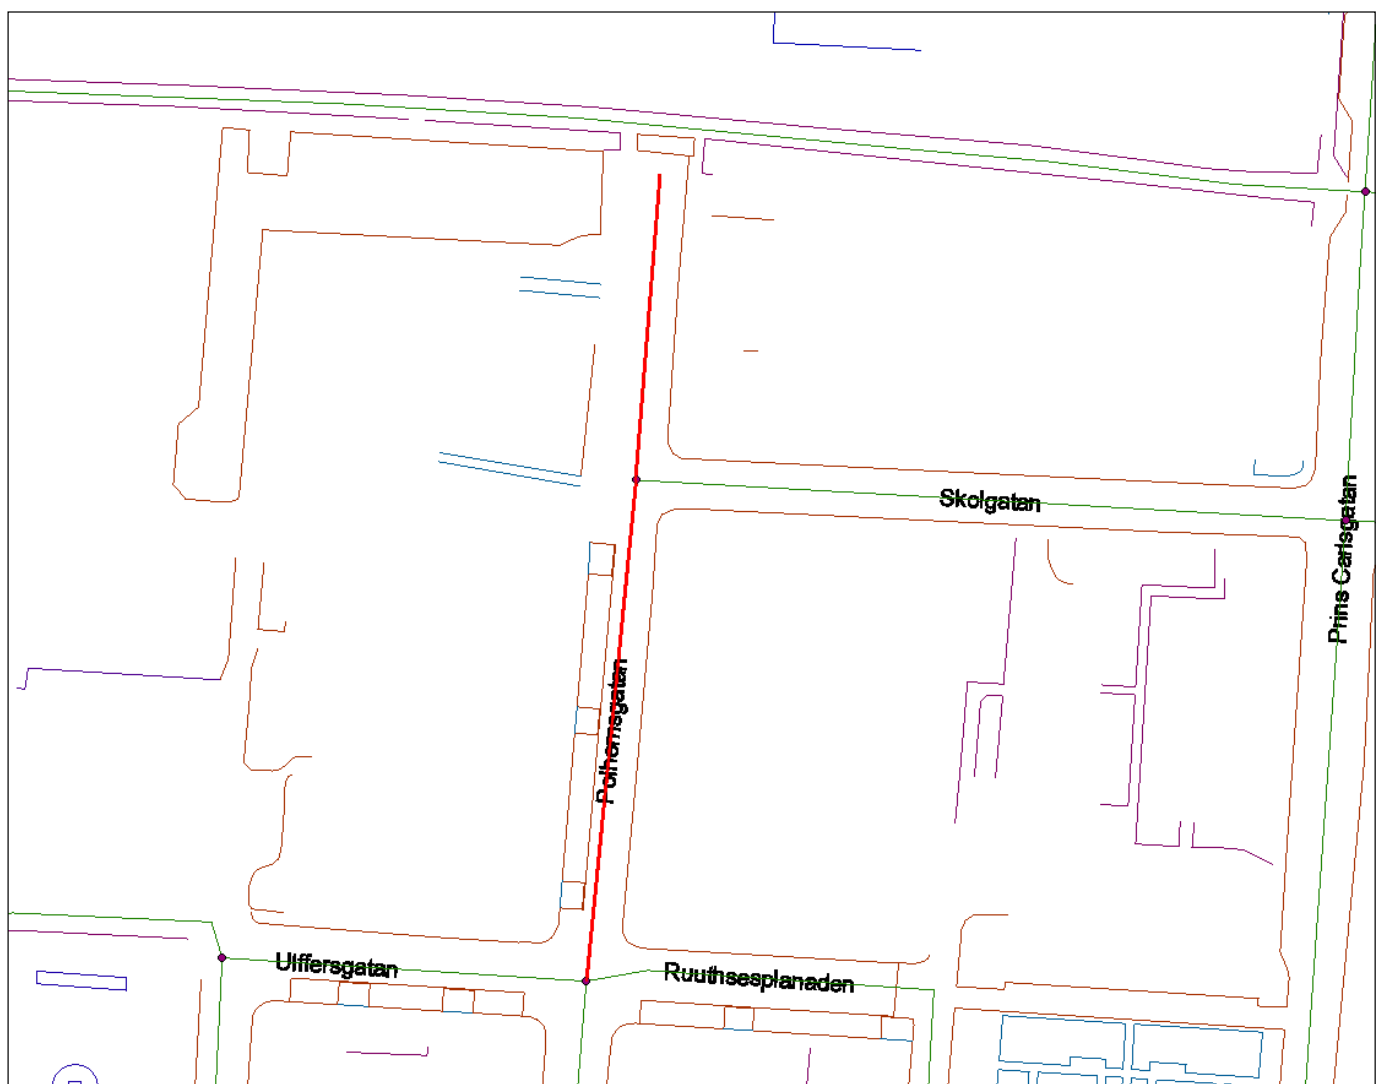 Skolgatan
Prins Carlsgatan
Polhemsgatan
Ulffersgatan
Ruuthsesplanaden